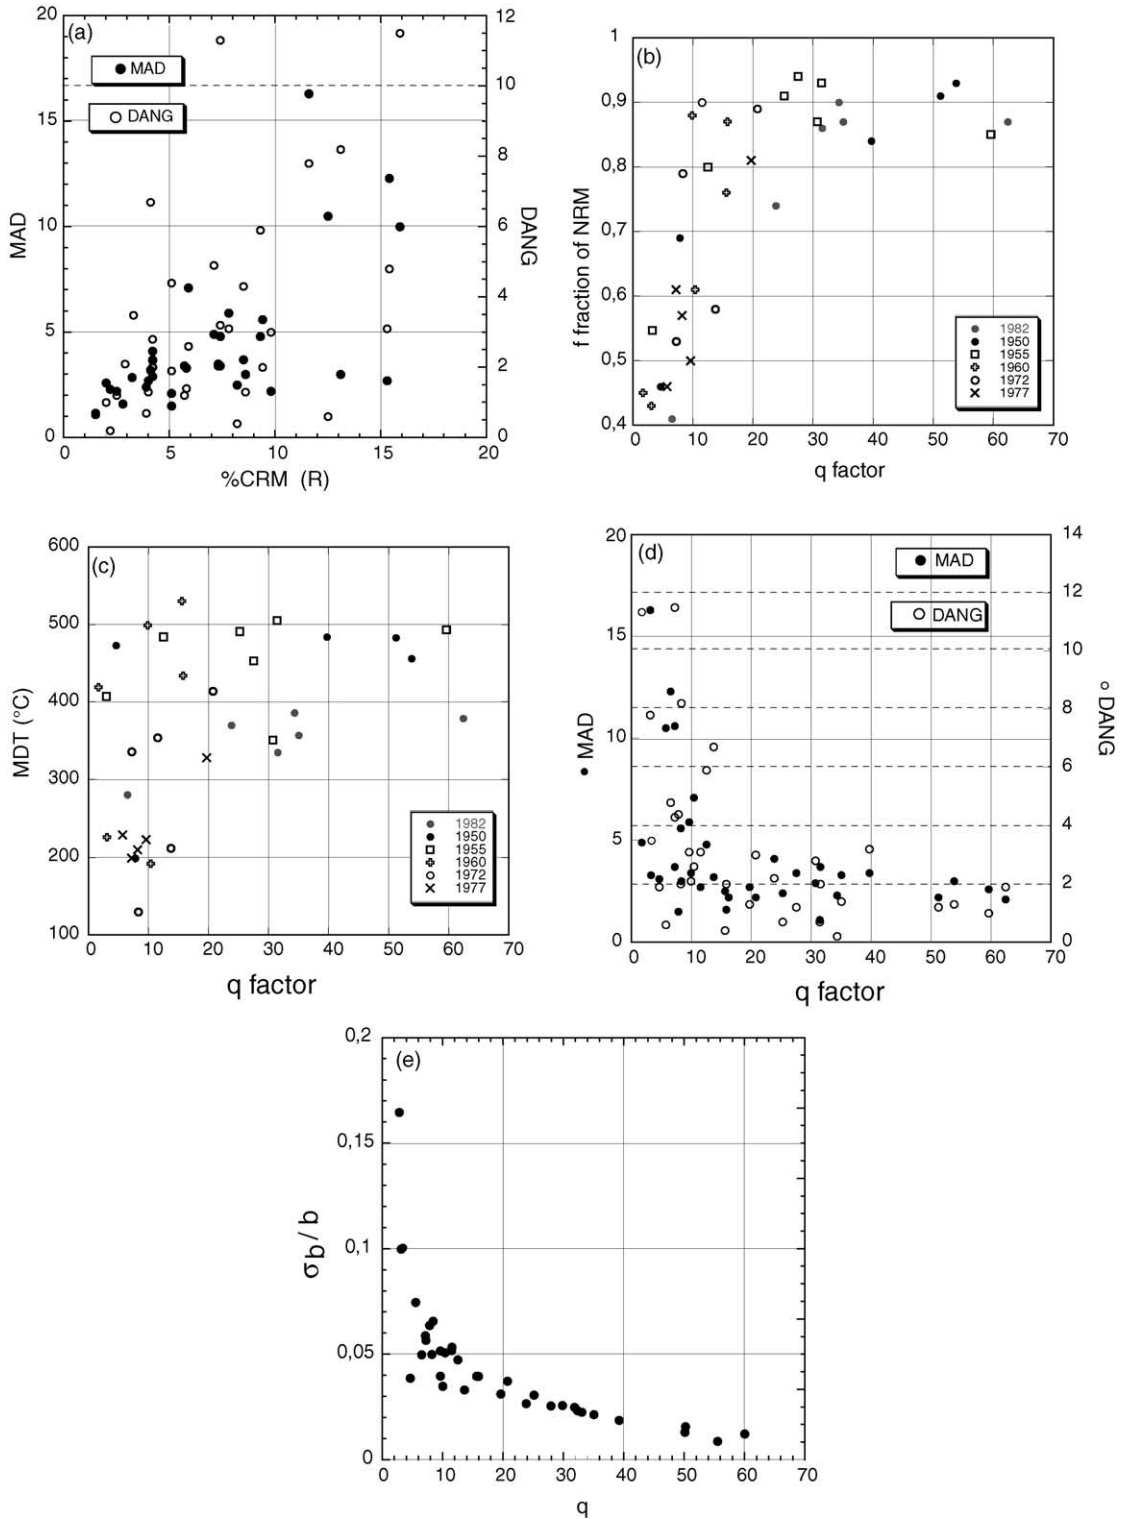 (a)
MAD
DANG
20
15
10
5
0
MAD
12
10
8
6
4
2
0
DANG
0 5 10 15 20
%CRM (R)
(b)
1
0,9
0,8
0,7
0,6
0,5
0,4
f fraction of NRM
1982
1950
1955
1960
1972
1977
0 10 20 30 40 50 60 70
q factor
(c)
600
500
400
300
200
100
MDT (°C)
1982
1950
1955
1960
1972
1977
0 10 20 30 40 50 60 70
q factor
(d)
MAD
DANG
20
15
10
5
0
MAD
14
12
10
8
6
4
2
0
DANG
0 10 20 30 40 50 60 70
q factor
(e)
0,2
0,15
0,1
0,05
0
σb/b
0 10 20 30 40 50 60 70
q